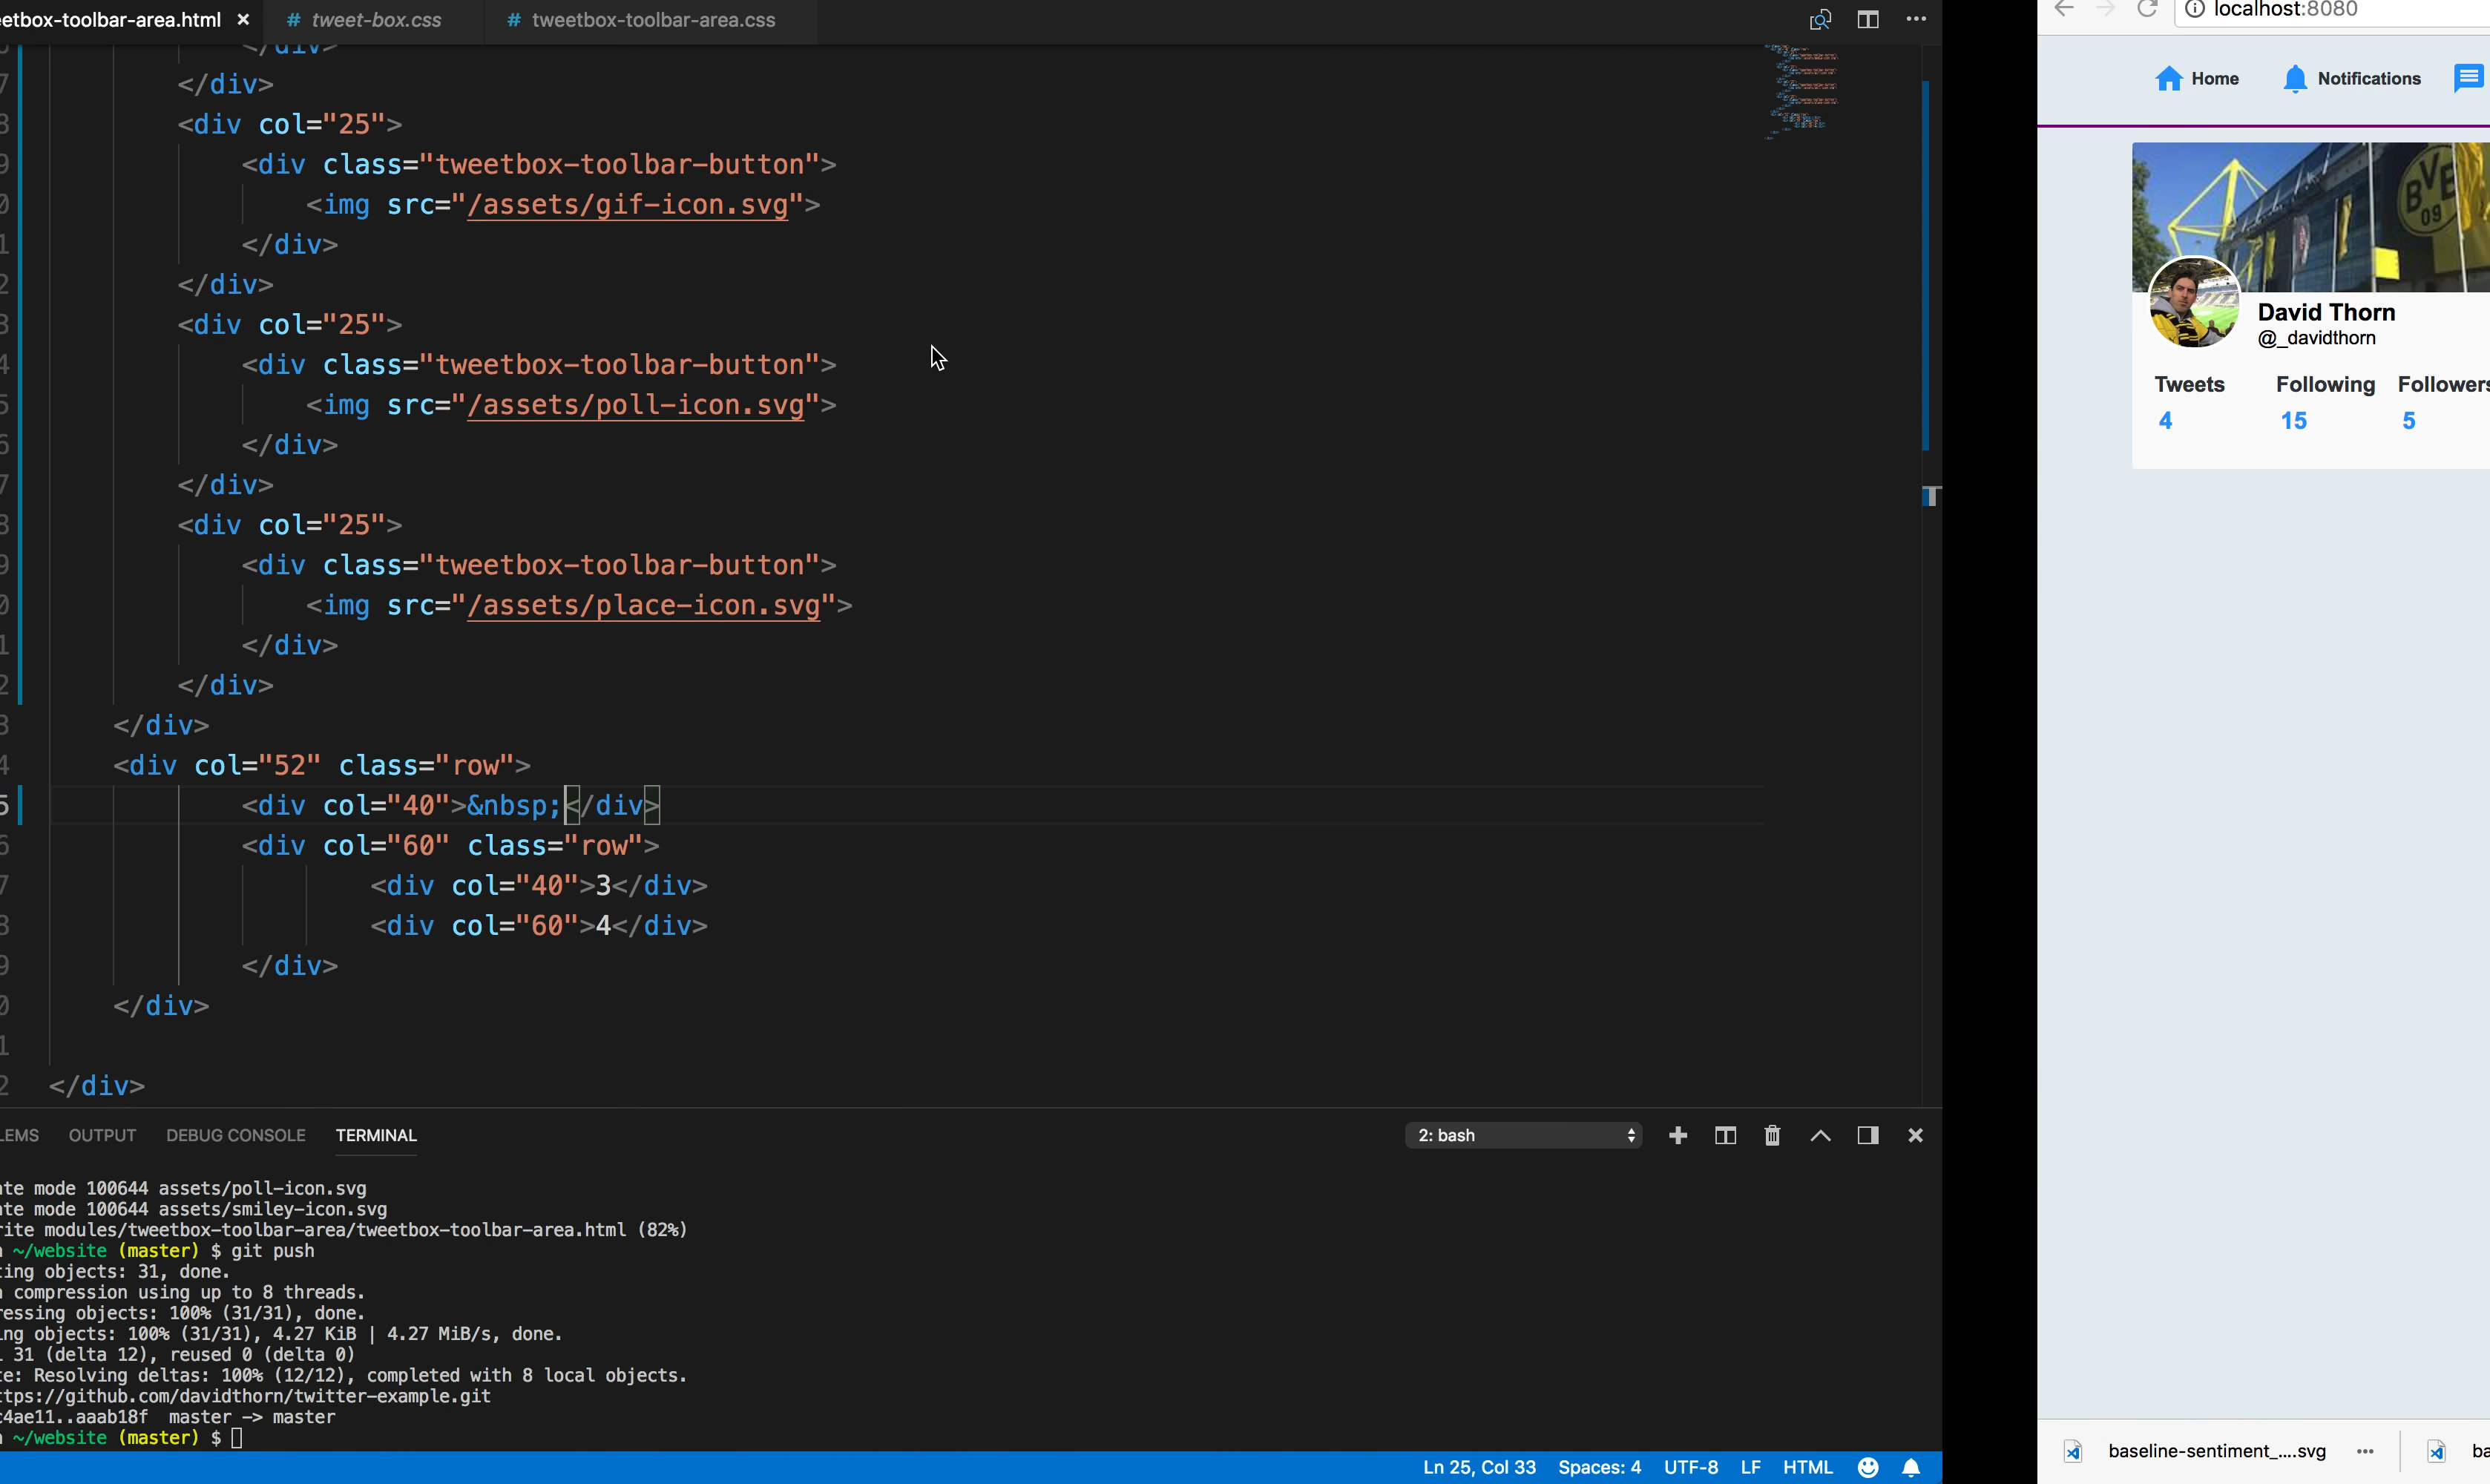 etbox-toolbar-area.html × # tweet-box.css # tweetbox-toolbar-area.css
</div>
</div>
<div col="25">
<div class="tweetbox-toolbar-button">
<img src="/assets/gif-icon.svg">
</div>
</div>
<div col="25">
<div class="tweetbox-toolbar-button">
<img src="/assets/poll-icon.svg">
</div>
</div>
<div col="25">
<div class="tweetbox-toolbar-button">
<img src="/assets/place-icon.svg">
</div>
</div>
</div>
<div col="52" class="row">
<div col="40">&nbsp;</div>
<div col="60" class="row">
<div col="40">3</div>
<div col="60">4</div>
</div>
</div>
</div>
LEMS OUTPUT DEBUG CONSOLE TERMINAL 2: bash
te mode 100644 assets/poll-icon.svg
te mode 100644 assets/smiley-icon.svg
rite modules/tweetbox-toolbar-area/tweetbox-toolbar-area.html (82%)
~/website (master) $ git push
ting objects: 31, done.
compression using up to 8 threads.
ressing objects: 100% (31/31), done.
ing objects: 100% (31/31), 4.27 KiB | 4.27 MiB/s, done.
31 (delta 12), reused 0 (delta 0)
te: Resolving deltas: 100% (12/12), completed with 8 local objects.
ttps://github.com/davidthorn/twitter-example.git
c4ae11..aaab18f master -> master
~/website (master) $
Ln 25, Col 33 Spaces: 4 UTF-8 LF HTML
localhost:8080
Home Notifications
BVB
09
David Thorn
@_davidthorn
Tweets Following Followers
4 15 5
baseline-sentiment_....svg ba